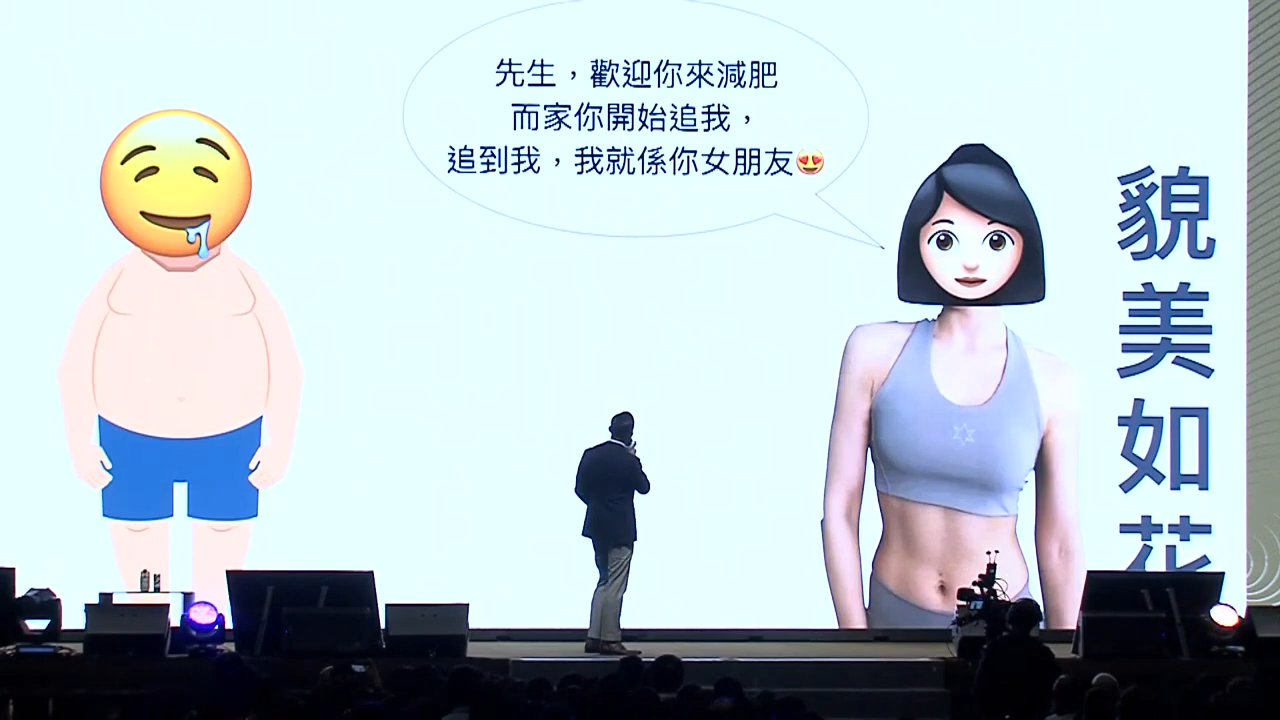 先生，歡迎你來減肥
而家你開始追我，
追到我，我就係你女朋友😍
貌美如花